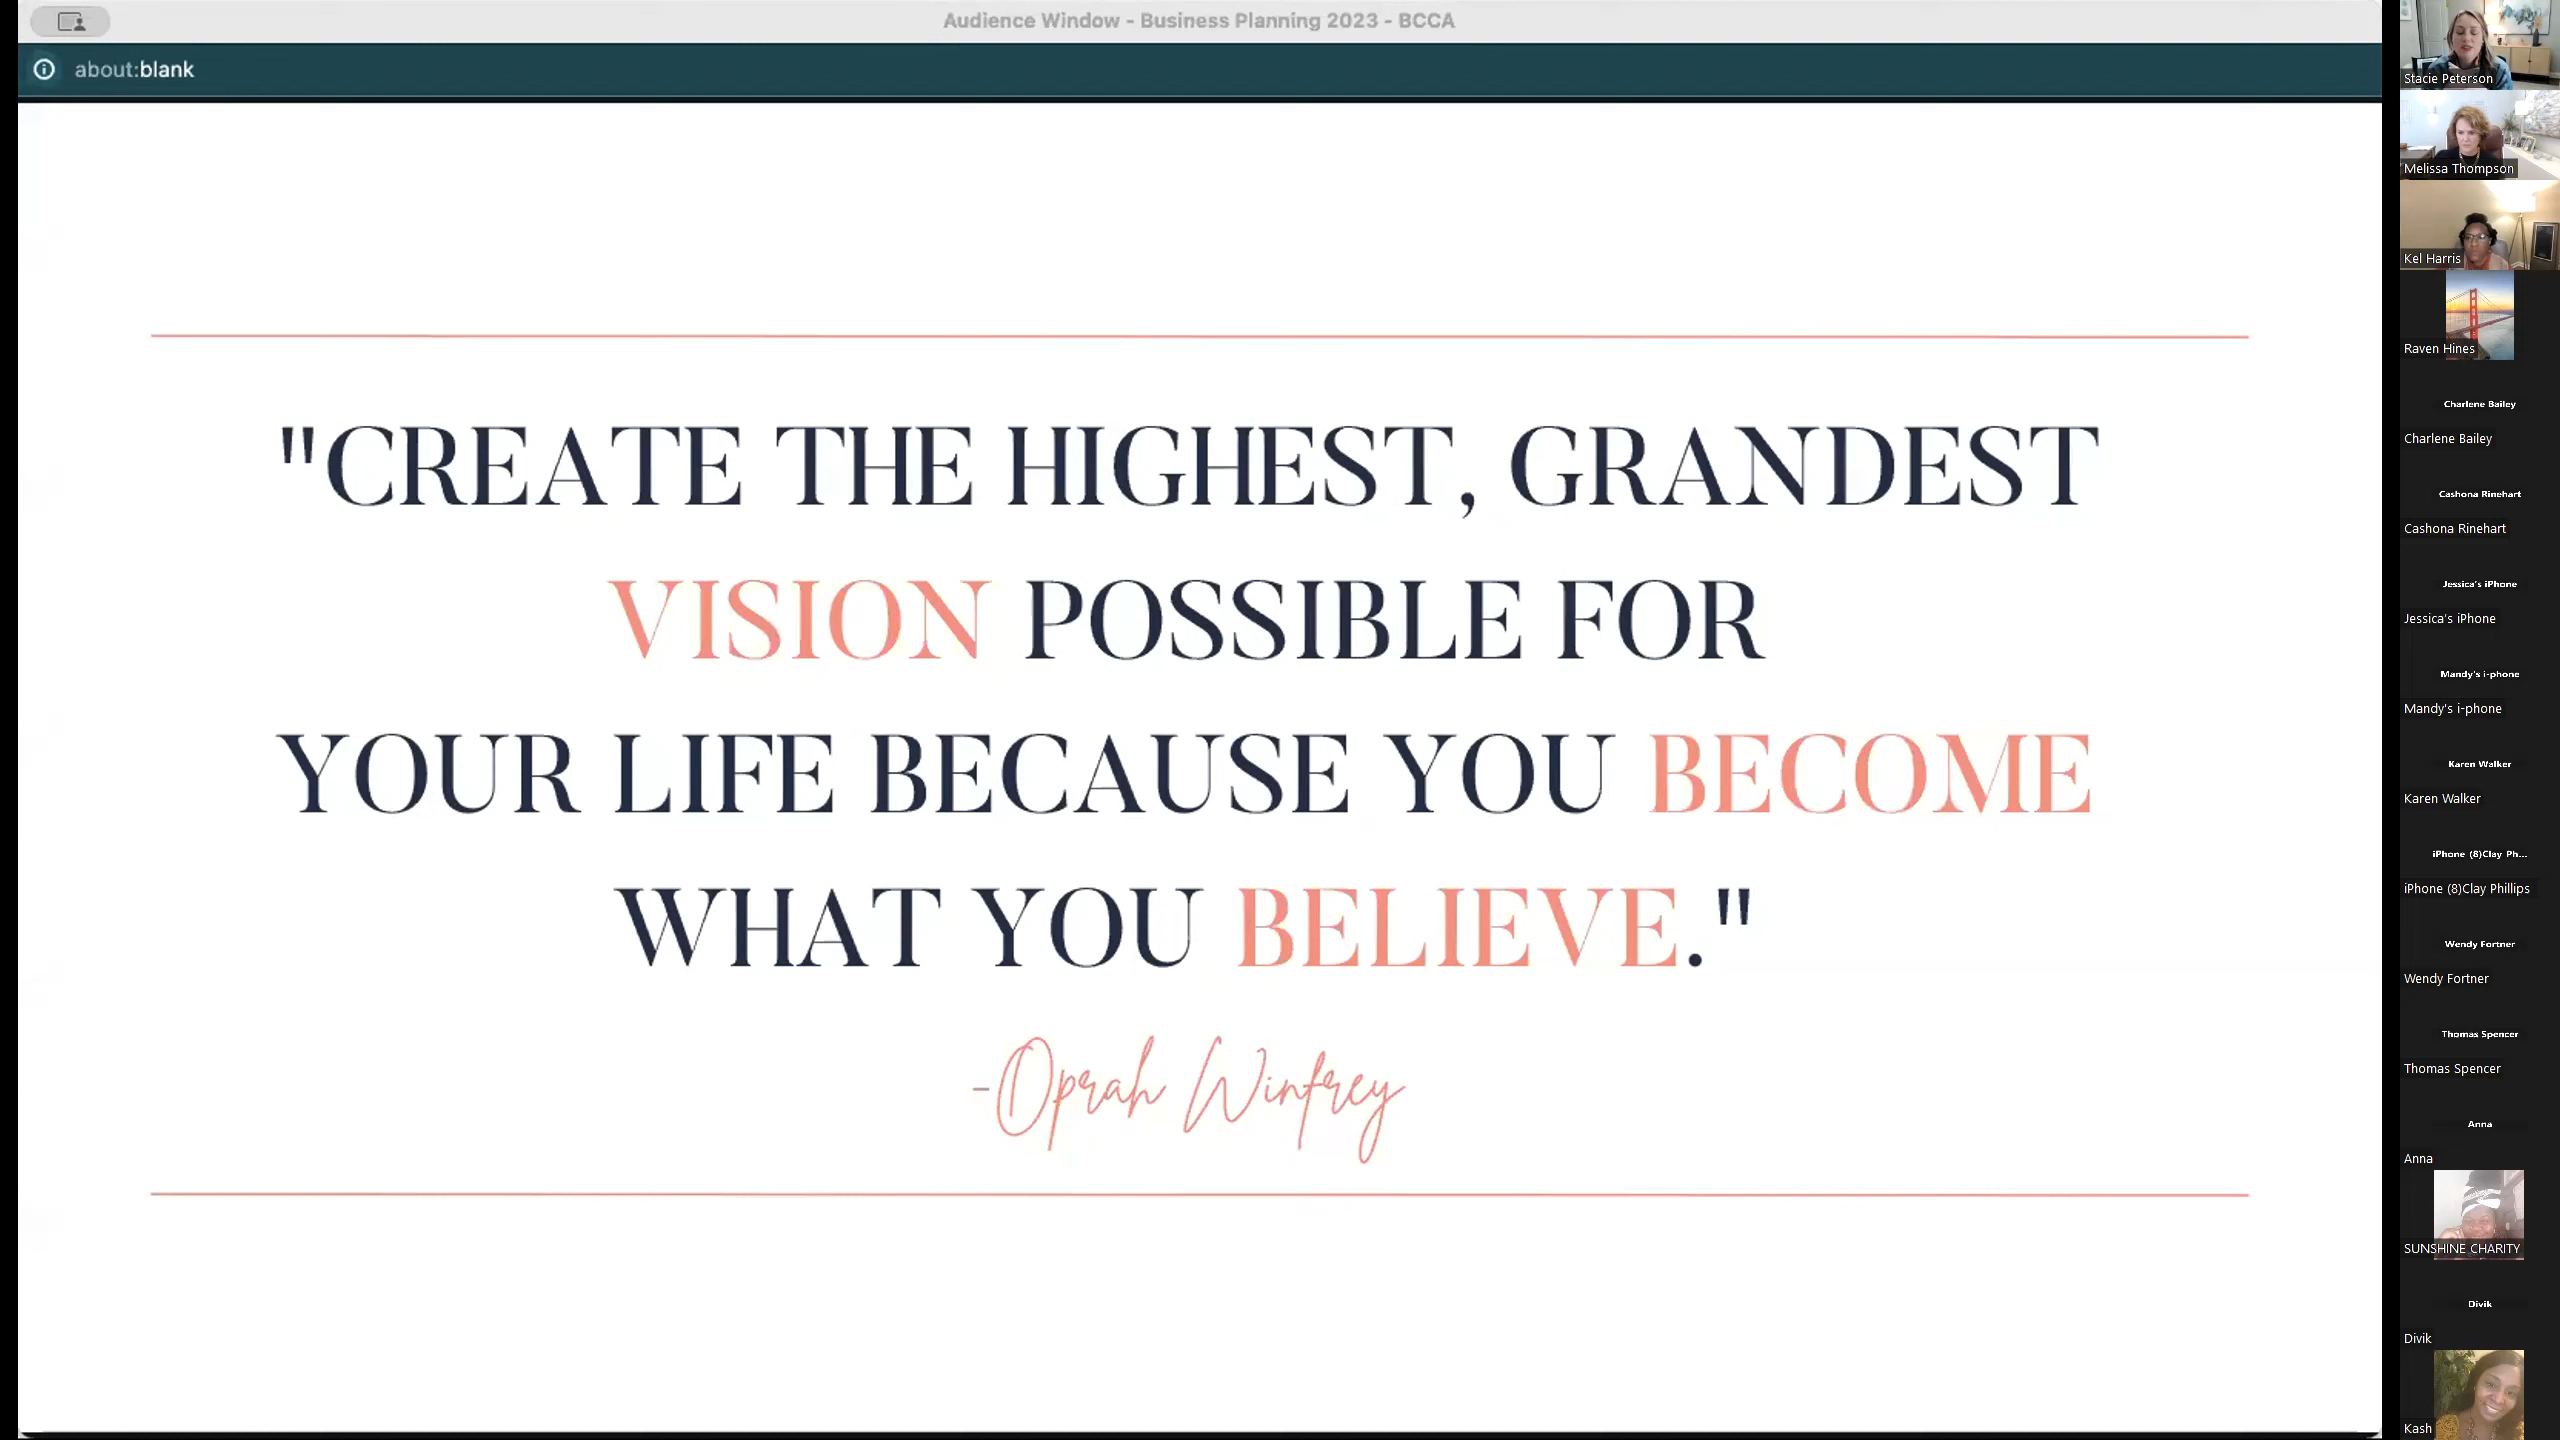 Audience Window - Business Planning 2023 - BCCA
about:blank
"CREATE THE HIGHEST, GRANDEST
VISION POSSIBLE FOR
YOUR LIFE BECAUSE YOU BECOME
WHAT YOU BELIEVE."
-Oprah Winfrey
Stacie Peterson
Melissa Thompson
Kel Harris
Raven Hines
Charlene Bailey
Charlene Bailey
Cashona Rinehart
Cashona Rinehart
Jessica's iPhone
Jessica's iPhone
Mandy's i-phone
Mandy's i-phone
Karen Walker
Karen Walker
iPhone (8)Clay Ph...
iPhone (8)Clay Phillips
Wendy Fortner
Wendy Fortner
Thomas Spencer
Thomas Spencer
Anna
Anna
SUNSHINE CHARITY
Divik
Divik
Kash